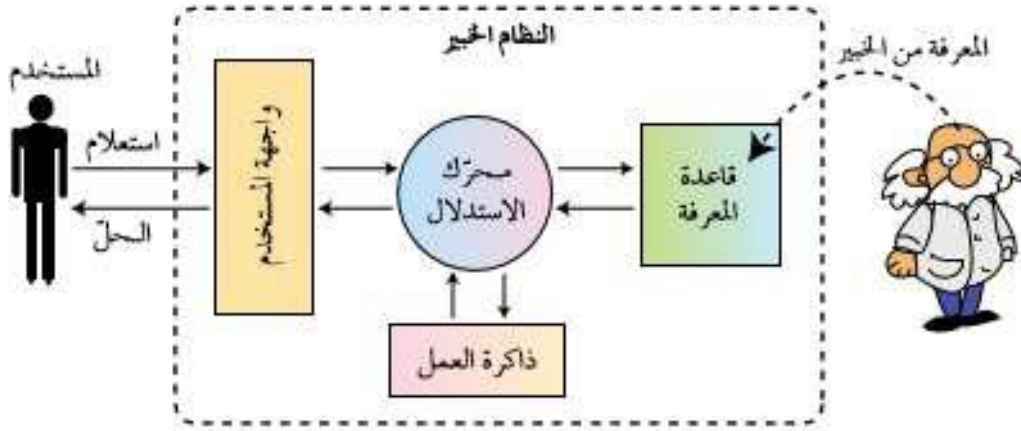 النظام الخبير
المعرفة من الخبير
المستخدم
استعلام
الحلّ
واجهة المستخدم
محرّك
الاستدلال
قاعدة
المعرفة
ذاكرة العمل